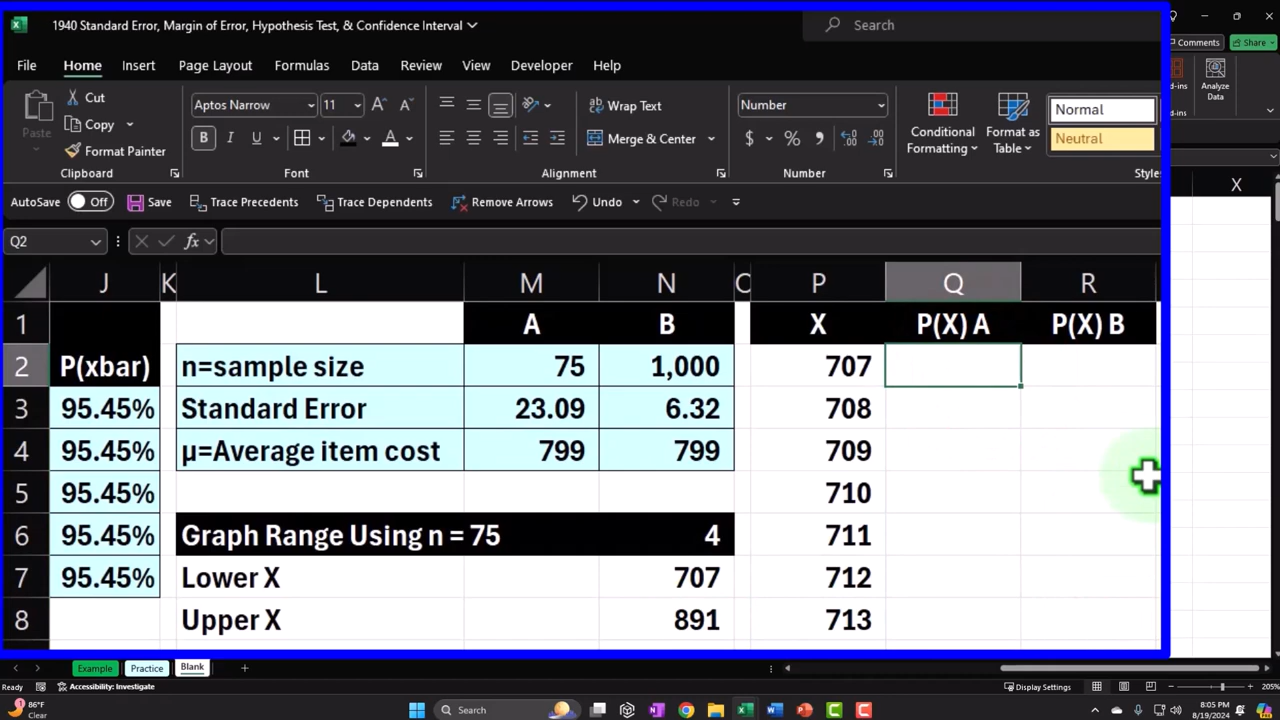 1940 Standard Error, Margin of Error, Hypothesis Test, & Confidence Interval
Search
File Home Insert Page Layout Formulas Data Review View Developer Help
Comments Share
Paste
Cut
Copy
Format Painter
Clipboard
Aptos Narrow 11
B I U
Font
Wrap Text
Merge & Center
Alignment
Number
$ %
Number
Conditional Formatting
Format as Table
Normal
Neutral
Styles
Analyze Data
AutoSave Off Save Trace Precedents Trace Dependents Remove Arrows Undo Redo
Q2 fx
J K L M N P Q R X
1 A B X P(X) A P(X) B
2 P(xbar) n=sample size 75 1,000 707
3 95.45% Standard Error 23.09 6.32 708
4 95.45% µ=Average item cost 799 799 709
5 95.45% 710
6 95.45% Graph Range Using n = 75 4 711
7 95.45% Lower X 707 712
8 Upper X 891 713
Example Practice Blank
Ready Accessibility: Investigate Display Settings 205%
86°F
Clear
Search
8:05 PM
8/19/2024